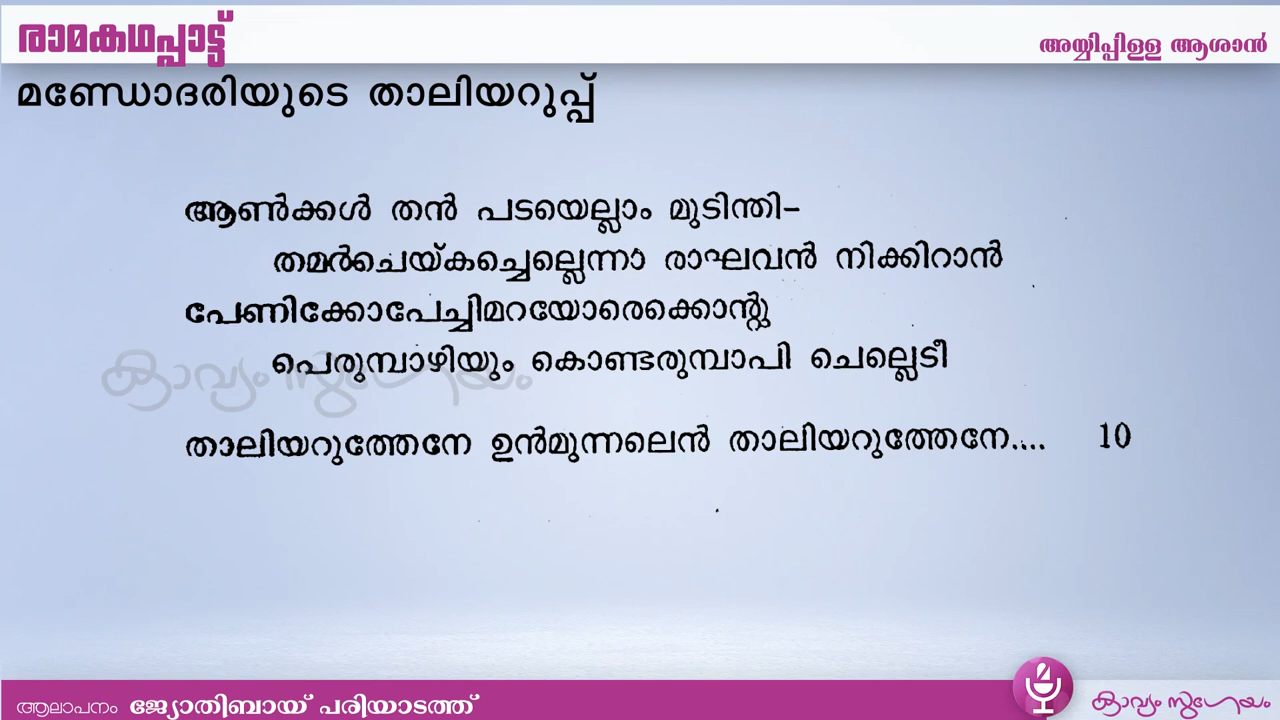 രാമകഥപ്പാട്ട്
അയ്യിപ്പിളള ആശാൻ
മണ്ഡോദരിയുടെ താലിയറുപ്പ്
ആൺക്കൾ തൻ പടയെല്ലാം മുടിന്തി–
തമർചെയ്കച്ചെല്ലെന്നാ രാഘവൻ നിക്കിറാൻ
പേണിക്കോപേച്ചിമറയോരെക്കൊന്റു
പെരുമ്പാഴിയും കൊണ്ടരുമ്പാപി ചെല്ലെടീ
കാവ്യം സുഗേയം
താലിയറുത്തേനേ ഉൻമുന്നലെൻ താലിയറുത്തേനേ.... 10
ആലാപനം ജ്യോതിബായ് പരിയാടത്ത്
കാവ്യം സുഗേയം